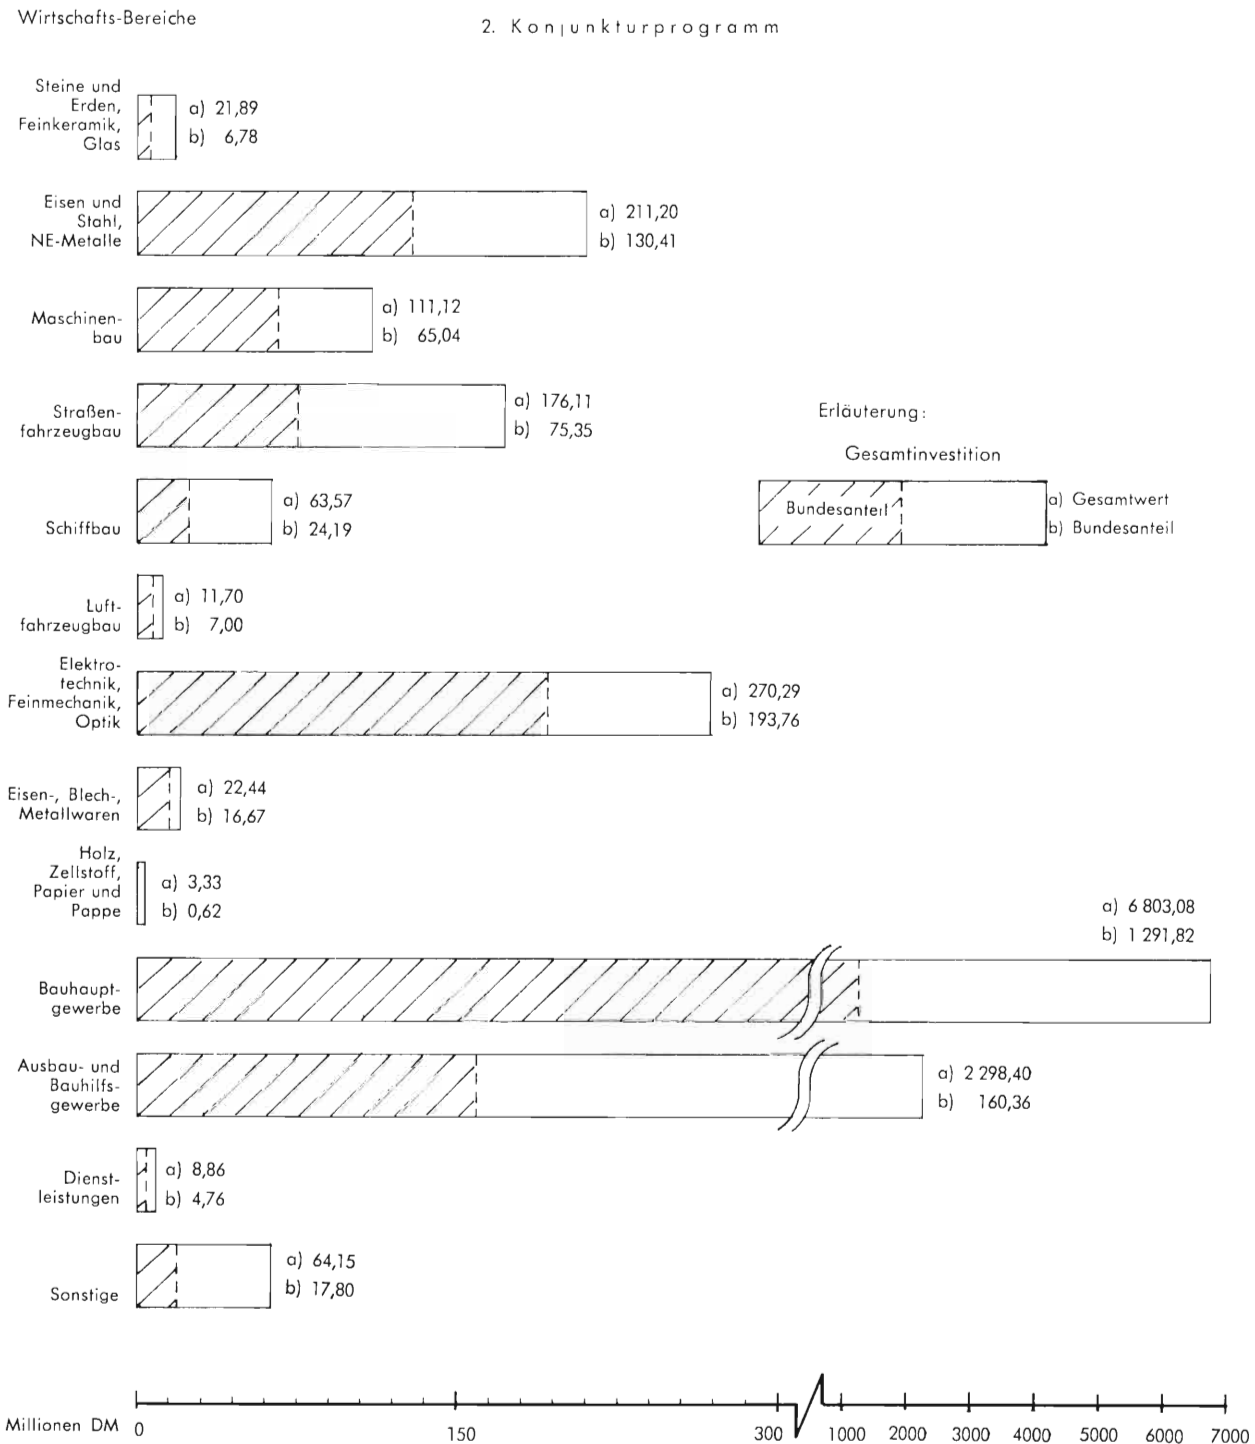 Wirtschafts-Bereiche
2. Konjunkturprogramm
Steine und
Erden,
Feinkeramik,
Glas
a) 21,89
b) 6,78
Eisen und
Stahl,
NE-Metalle
a) 211,20
b) 130,41
Maschinen-
bau
a) 111,12
b) 65,04
Straßen-
fahrzeugbau
a) 176,11
b) 75,35
Erläuterung:
Gesamtinvestition
Bundesanteil
a) Gesamtwert
b) Bundesanteil
Schiffbau
a) 63,57
b) 24,19
Luft-
fahrzeugbau
a) 11,70
b) 7,00
Elektro-
technik,
Feinmechanik,
Optik
a) 270,29
b) 193,76
Eisen-, Blech-,
Metallwaren
a) 22,44
b) 16,67
Holz,
Zellstoff,
Papier und
Pappe
a) 3,33
b) 0,62
Bauhaupt-
gewerbe
a) 6 803,08
b) 1 291,82
Ausbau- und
Bauhilfs-
gewerbe
a) 2 298,40
b) 160,36
Dienst-
leistungen
a) 8,86
b) 4,76
Sonstige
a) 64,15
b) 17,80
Millionen DM 0 150 300 1000 2000 3000 4000 5000 6000 7000